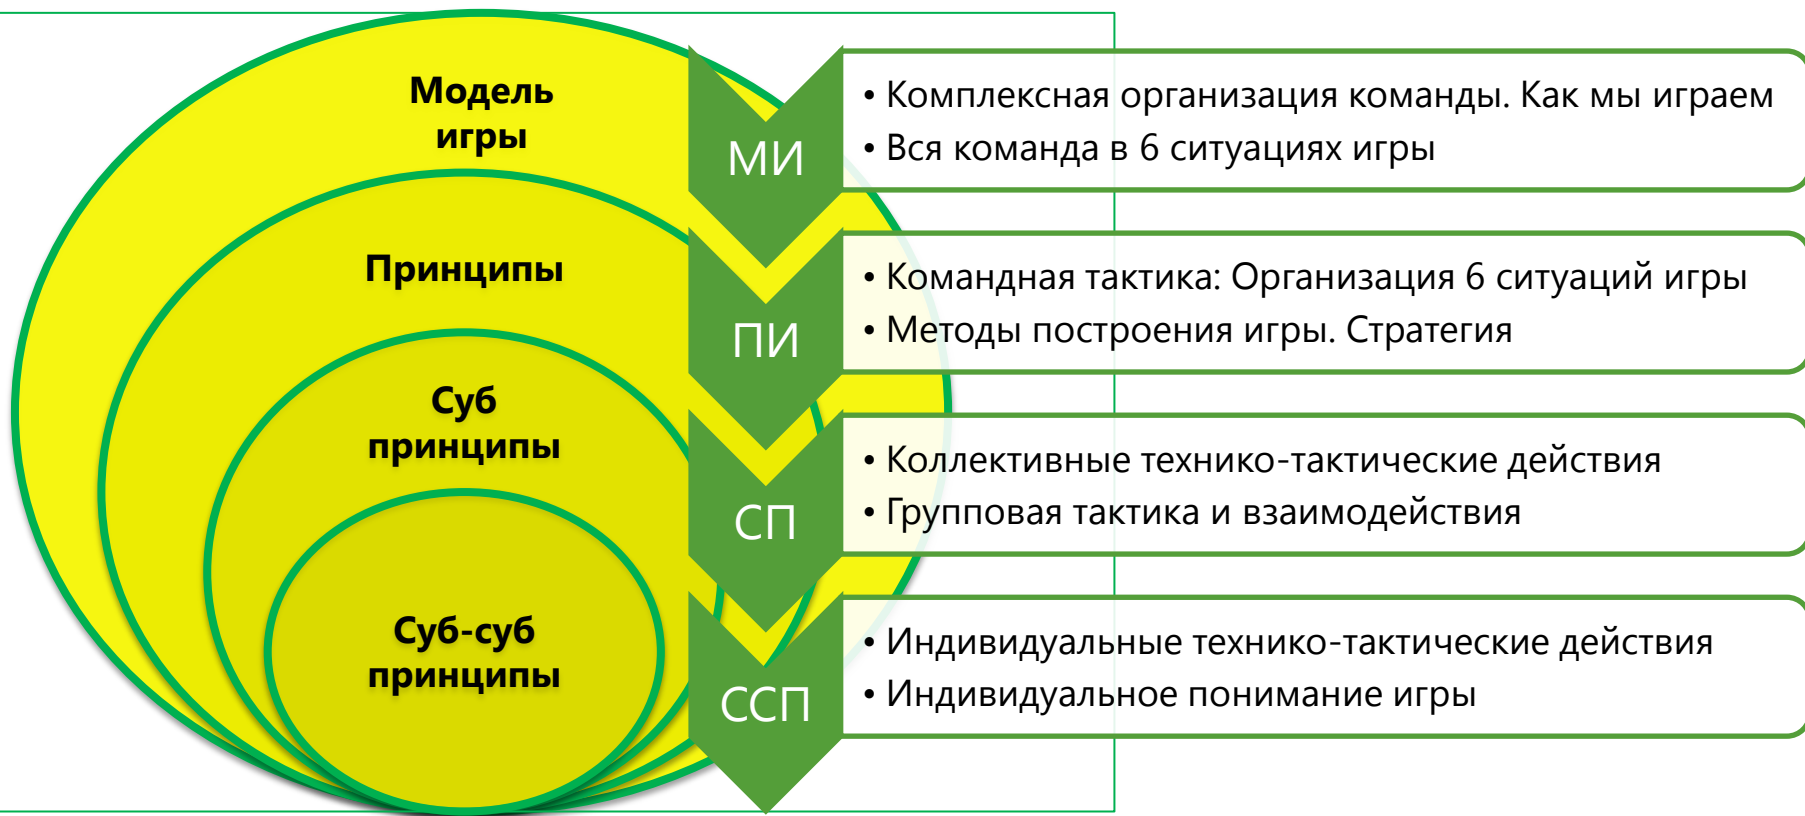 Модель
игры
МИ
• Комплексная организация команды. Как мы играем
• Вся команда в 6 ситуациях игры
Принципы
ПИ
• Командная тактика: Организация 6 ситуаций игры
• Методы построения игры. Стратегия
Суб
принципы
СП
• Коллективные технико-тактические действия
• Групповая тактика и взаимодействия
Суб-суб
принципы
ССП
• Индивидуальные технико-тактические действия
• Индивидуальное понимание игры